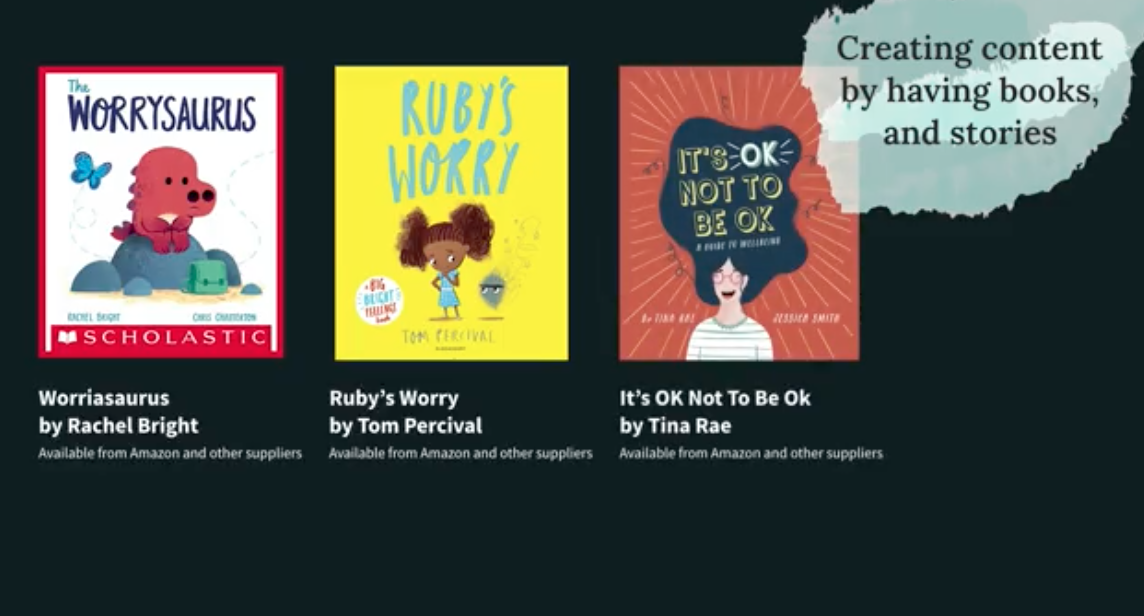 Creating content
by having books,
and stories
The
WORRYSAURUS
RACHEL BRIGHT
CHRIS CHATTERTON
SCHOLASTIC
RUBY'S
WORRY
A BIG
BRIGHT
FEELINGS
book
TOM PERCIVAL
BLOOMSBURY
IT'S OK
NOT TO
BE OK
A GUIDE TO WELLBEING
Dr TINA RAE
JESSICA SMITH
Worriasaurus
by Rachel Bright
Available from Amazon and other suppliers
Ruby's Worry
by Tom Percival
Available from Amazon and other suppliers
It's OK Not To Be Ok
by Tina Rae
Available from Amazon and other suppliers